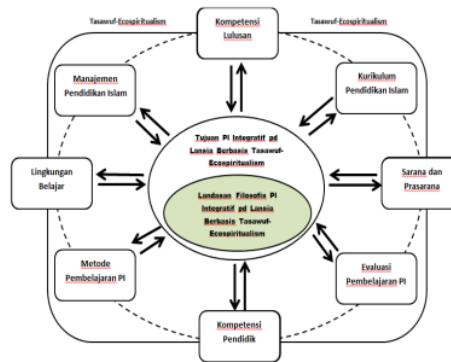 Tasawuf-Ecospiritualism
Tasawuf-Ecospiritualism
Kompetensi
Lulusan
Manajemen
Pendidikan Islam
Kurikulum
Pendidikan Islam
Tujuan PI Integratif pd
Lansia Berbasis Tasawuf-
Ecospiritualism
Lingkungan
Belajar
Sarana dan
Prasarana
Landasan Filosofis PI
Integratif pd Lansia
Berbasis Tasawuf-
Ecospiritualism
Metode
Pembelajaran PI
Evaluasi
Pembelajaran PI
Kompetensi
Pendidik